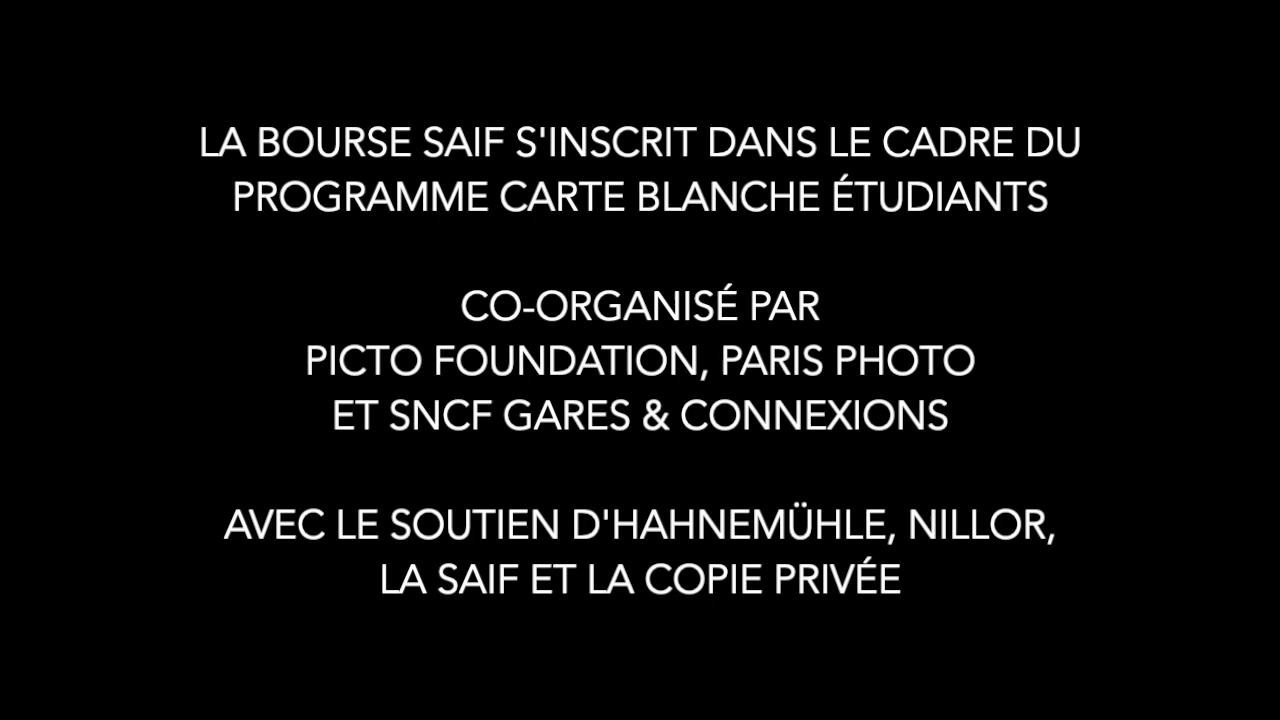 LA BOURSE SAIF S'INSCRIT DANS LE CADRE DU
PROGRAMME CARTE BLANCHE ÉTUDIANTS
CO-ORGANISÉ PAR
PICTO FOUNDATION, PARIS PHOTO
ET SNCF GARES & CONNEXIONS
AVEC LE SOUTIEN D'HAHNEMÜHLE, NILLOR,
LA SAIF ET LA COPIE PRIVÉE